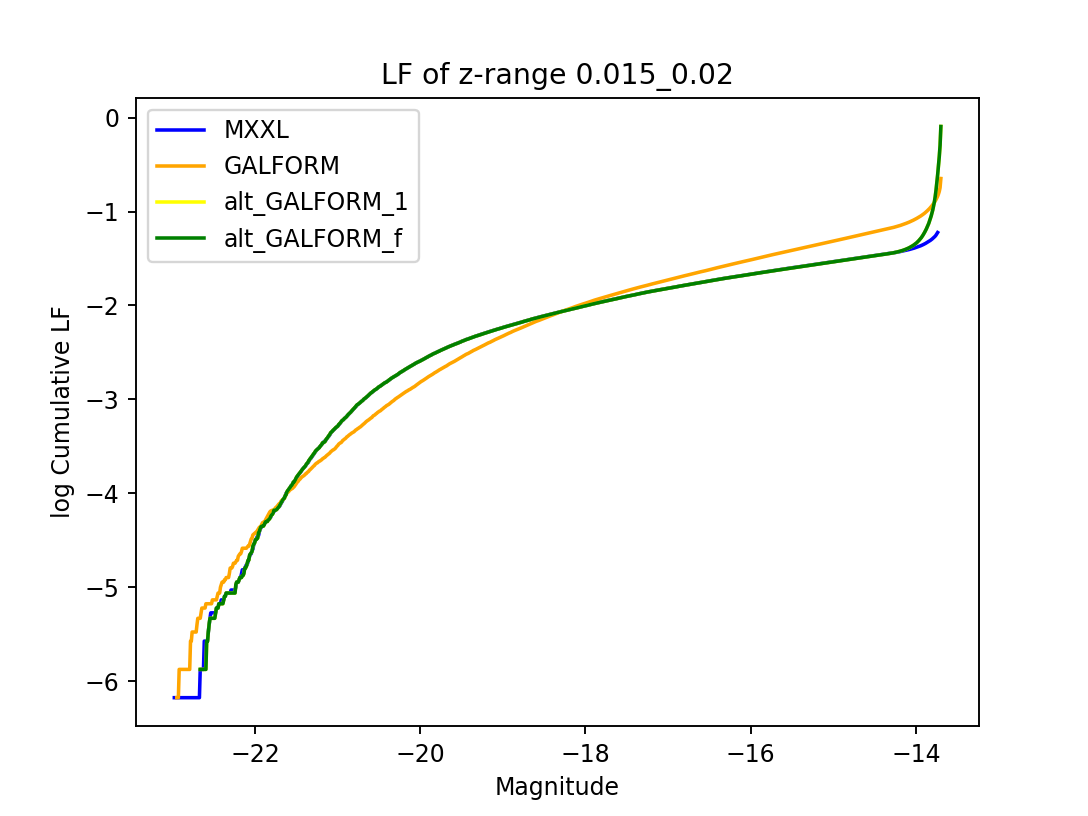 LF of z-range 0.015_0.02
MXXL
GALFORM
alt_GALFORM_1
alt_GALFORM_f
0
−1
−2
−3
−4
−5
−6
log Cumulative LF
−22
−20
−18
−16
−14
Magnitude